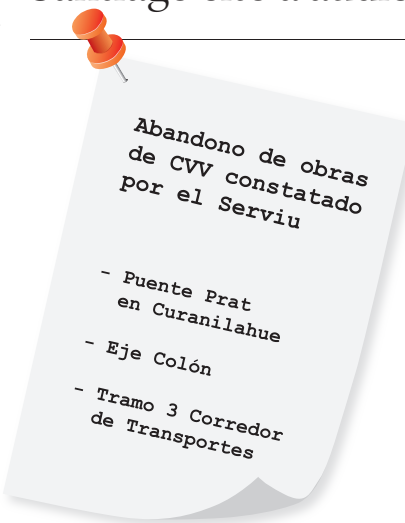 Abandono de obras
de CVV constatado
por el Serviu
- Puente Prat
en Curanilahue
- Eje Colón
- Tramo 3 Corredor
de Transportes